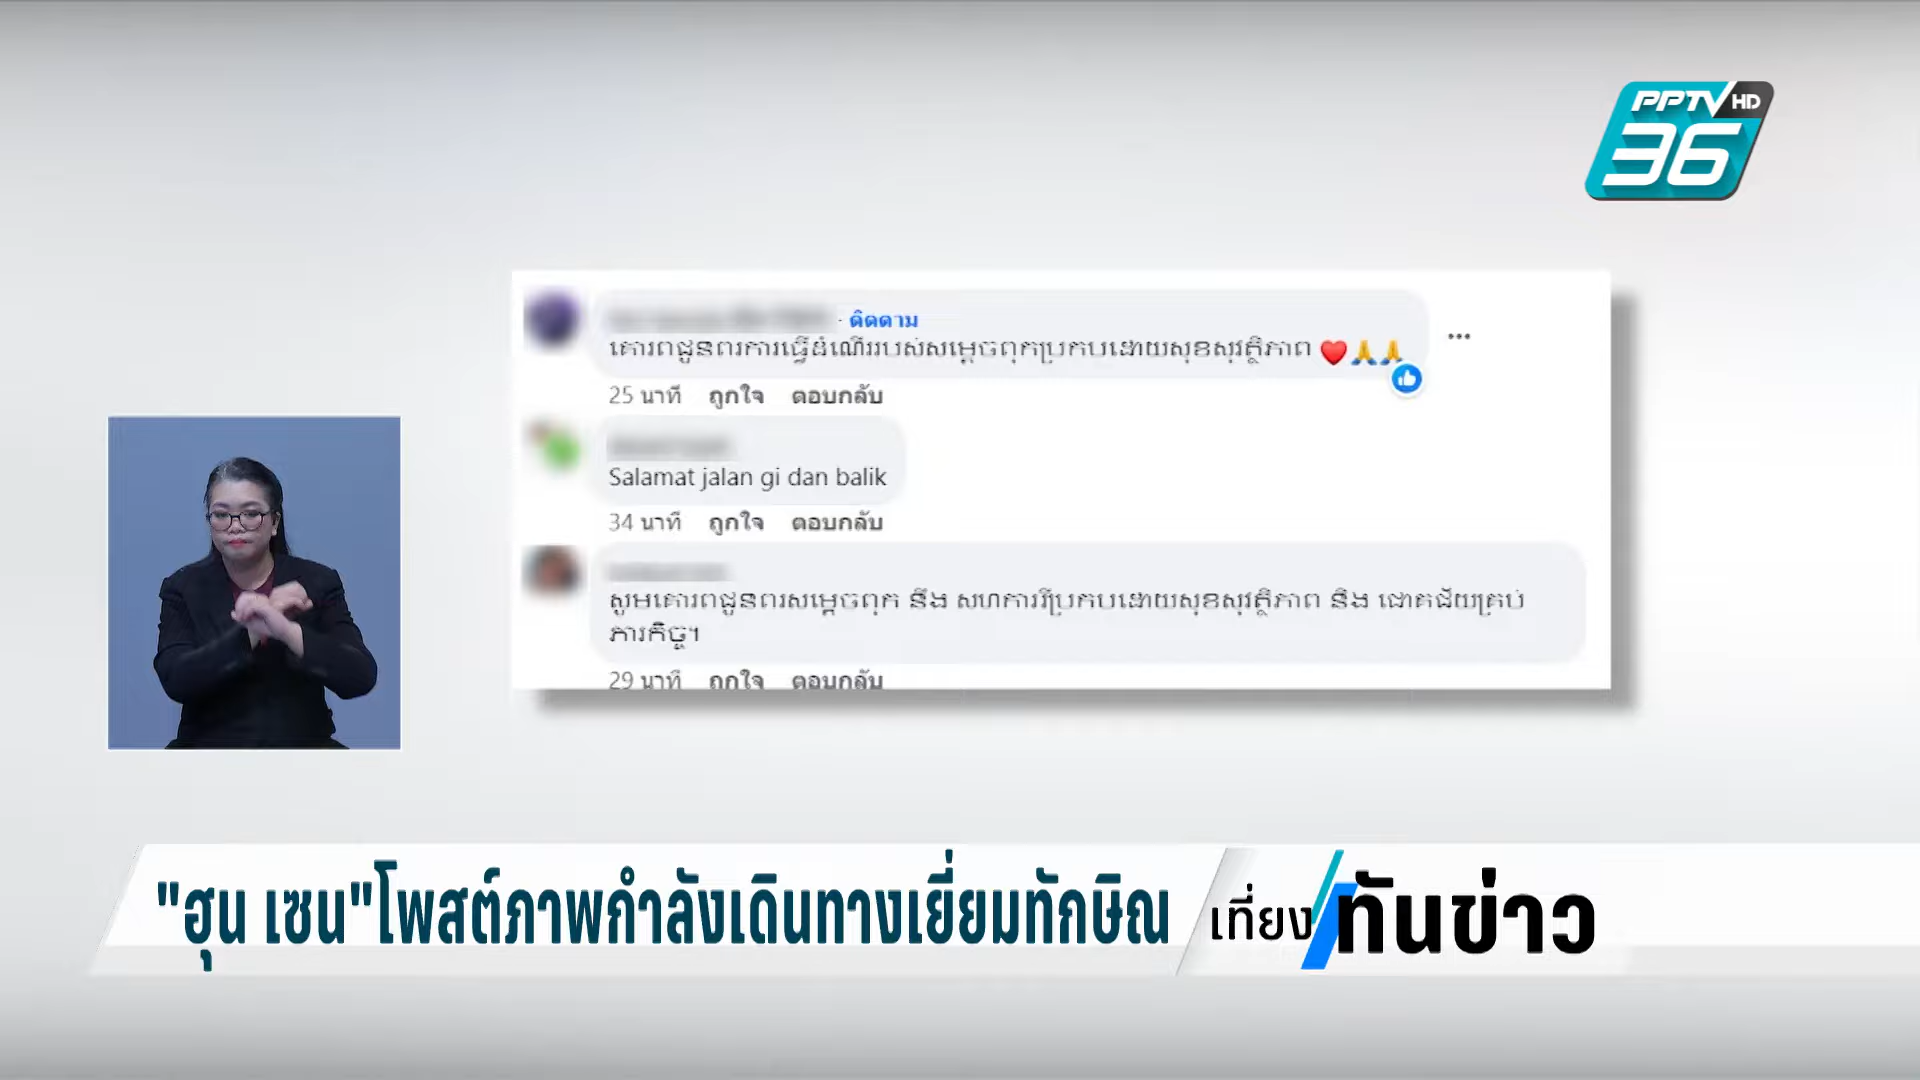 PPTV HD
36
· ติดตาม
គោរពជូនពរការធ្វើដំណើររបស់សម្តេចពុកប្រកបដោយសុខសុវត្ថិភាព ❤️🙏🙏
25 นาที ถูกใจ ตอบกลับ
Salamat jalan gi dan balik
34 นาที ถูกใจ ตอบกลับ
សូមគោរពជូនពរសម្តេចពុក និង សហការីប្រកបដោយសុខសុវត្ថិភាព និង ជោគជ័យគ្រប់
ភារកិច្ច។
29 นาที ถูกใจ ตอบกลับ
"ฮุน เซน"โพสต์ภาพกำลังเดินทางเยี่ยมทักษิณ
เที่ยงทันข่าว